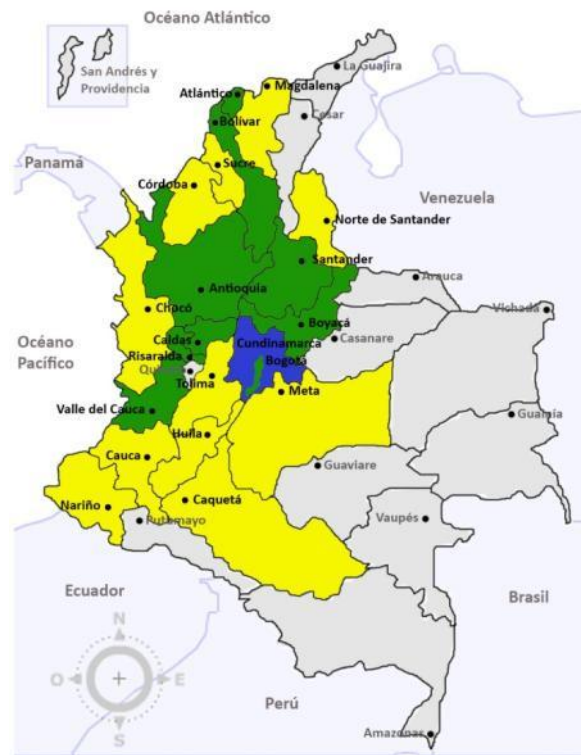 Océano Atlántico
San Andrés y
Providencia
La Guajira
Atlántico
Magdalena
Cesar
Bolívar
Panamá
Sucre
Córdoba
Venezuela
Norte de Santander
Santander
Arauca
Antioquia
Vichada
Chocó
Boyacá
Océano
Pacífico
Caldas
Cundinamarca
Casanare
Risaralda
Bogotá
Quindío
Tolima
Meta
Valle del Cauca
Guainía
Huila
Cauca
Guaviare
Caquetá
Nariño
Putumayo
Vaupés
Ecuador
Brasil
N
O
E
S
Perú
Amazonas